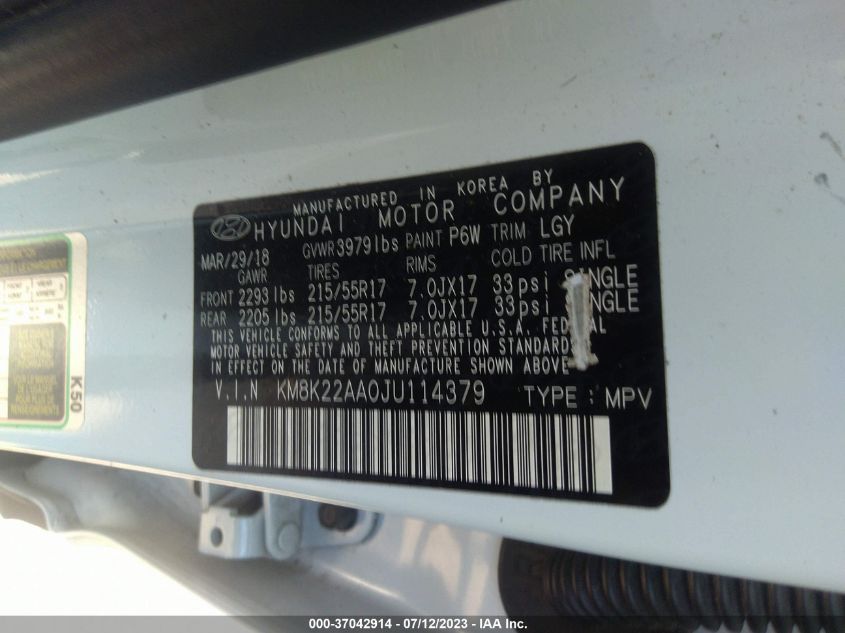 MANUFACTURED IN KOREA BY
HYUNDAI MOTOR COMPANY
MAR/29/18 GVWR 3979lbs PAINT P6W TRIM LGY
GAWR TIRES RIMS COLD TIRE INFL
FRONT 2293 lbs 215/55R17 7.0JX17 33psi SINGLE
REAR 2205 lbs 215/55R17 7.0JX17 33psi SINGLE
THIS VEHICLE CONFORMS TO ALL APPLICABLE U.S.A. FEDERAL
MOTOR VEHICLE SAFETY AND THEFT PREVENTION STANDARDS
IN EFFECT ON THE DATE OF MANUFACTURE SHOWN ABOVE.
V.I.N KM8K22AA0JU114379 TYPE : MPV
K50
000-37042914 - 07/12/2023 - IAA Inc.